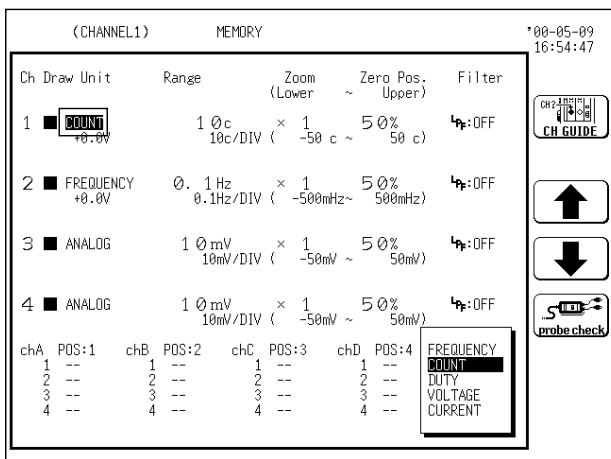 (CHANNEL1) MEMORY '00-05-09
16:54:47
Ch Draw Unit Range Zoom Zero Pos. Filter
(Lower ~ Upper)
1 COUNT 10c × 1 50% LPF:OFF
+0.0V 10c/DIV ( -50 c ~ 50 c)
2 FREQUENCY 0.1Hz × 1 50% LPF:OFF
+0.0V 0.1Hz/DIV ( -500mHz~ 500mHz)
3 ANALOG 10mV × 1 50% LPF:OFF
10mV/DIV ( -50mV ~ 50mV)
4 ANALOG 10mV × 1 50% LPF:OFF
10mV/DIV ( -50mV ~ 50mV)
chA POS:1 chB POS:2 chC POS:3 chD POS:4
1 -- 1 -- 1 -- 1 --
2 -- 2 -- 2 -- 2 --
3 -- 3 -- 3 -- 3 --
4 -- 4 -- 4 -- 4 --
FREQUENCY
COUNT
DUTY
VOLTAGE
CURRENT
CH2
CH GUIDE
probe check